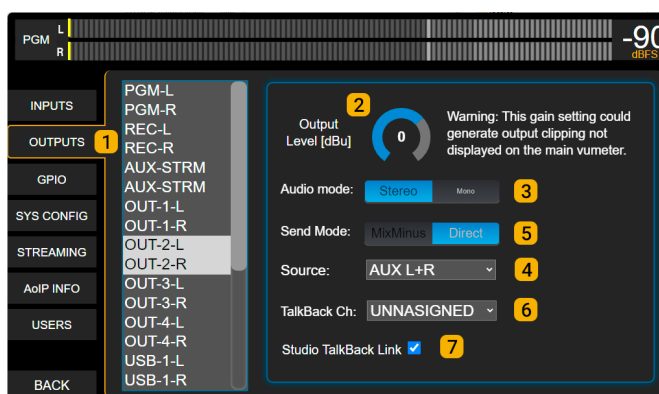 PGM
L
R
-90
dBFS
INPUTS
OUTPUTS
GPIO
SYS CONFIG
STREAMING
AoIP INFO
USERS
BACK
1
PGM-L
PGM-R
REC-L
REC-R
AUX-STRM
AUX-STRM
OUT-1-L
OUT-1-R
OUT-2-L
OUT-2-R
OUT-3-L
OUT-3-R
OUT-4-L
OUT-4-R
USB-1-L
USB-1-R
2
Output
Level [dBu]
0
Warning: This gain setting could
generate output clipping not
displayed on the main vumeter.
Audio mode: Stereo Mono 3
Send Mode: MixMinus Direct 5
Source: AUX L+R 4
TalkBack Ch: UNNASIGNED 6
Studio TalkBack Link 7